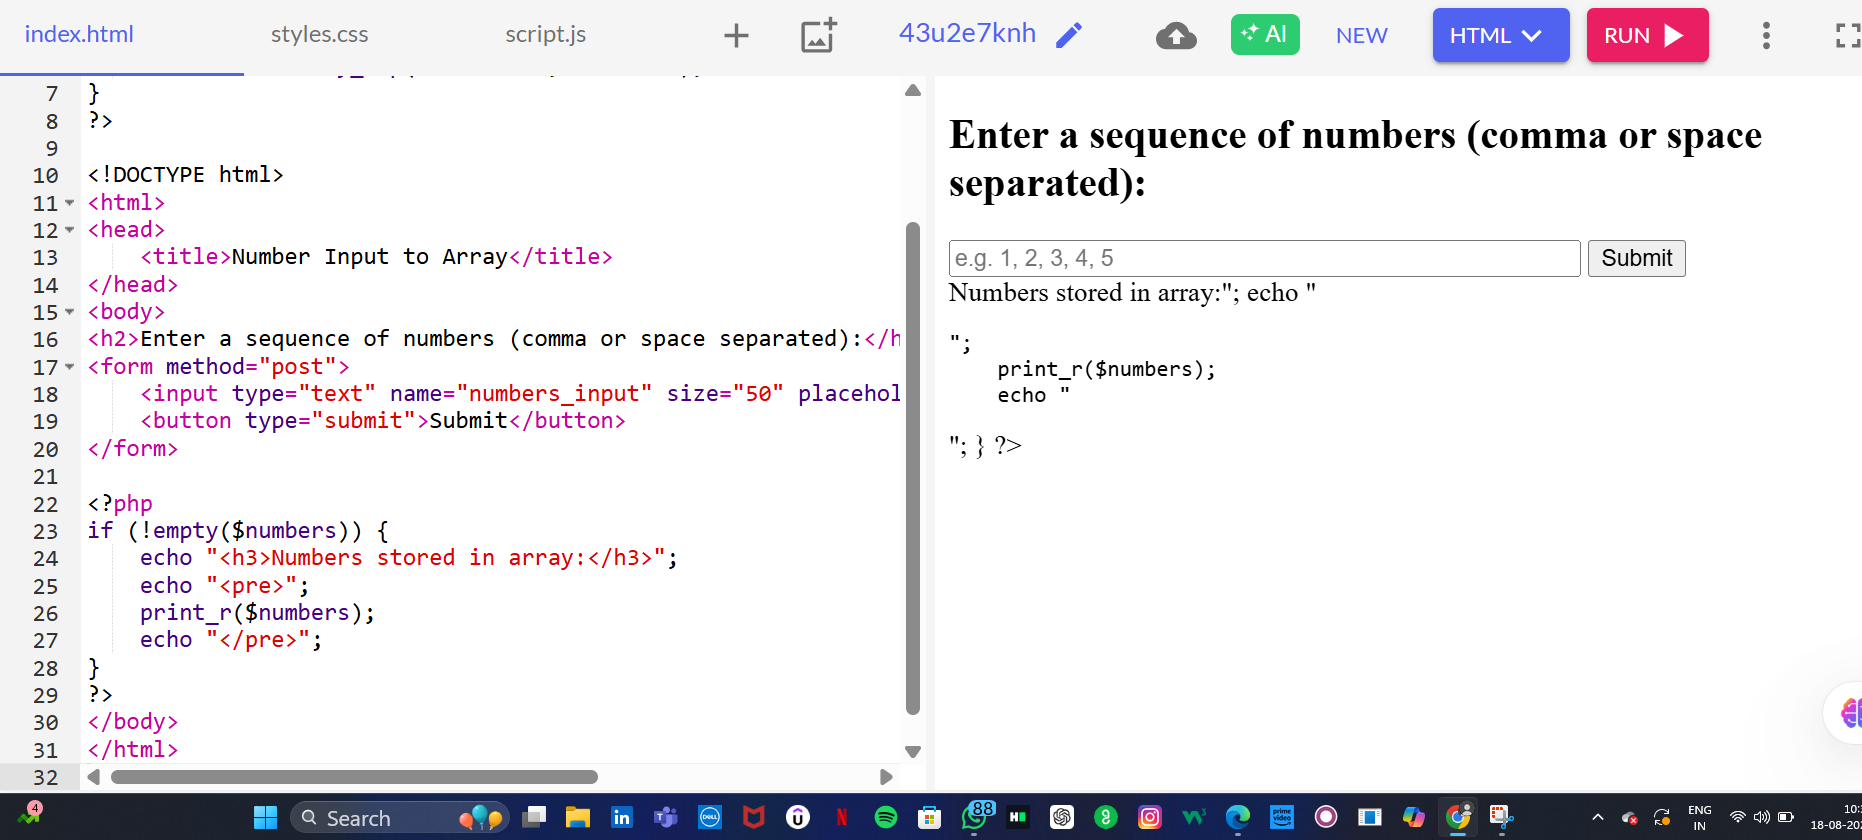 index.html styles.css script.js 43u2e7knh AI NEW HTML RUN
7 }
8 ?>
9
10 <!DOCTYPE html>
11 <html>
12 <head>
13 <title>Number Input to Array</title>
14 </head>
15 <body>
16 <h2>Enter a sequence of numbers (comma or space separated):</h
17 <form method="post">
18 <input type="text" name="numbers_input" size="50" placehol
19 <button type="submit">Submit</button>
20 </form>
21
22 <?php
23 if (!empty($numbers)) {
24 echo "<h3>Numbers stored in array:</h3>";
25 echo "<pre>";
26 print_r($numbers);
27 echo "</pre>";
28 }
29 ?>
30 </body>
31 </html>
32
Enter a sequence of numbers (comma or space
separated):
e.g. 1, 2, 3, 4, 5 Submit
Numbers stored in array:"; echo "
";
print_r($numbers);
echo "
"; } ?>
4 Search 88 ENG 10:
IN 18-08-20